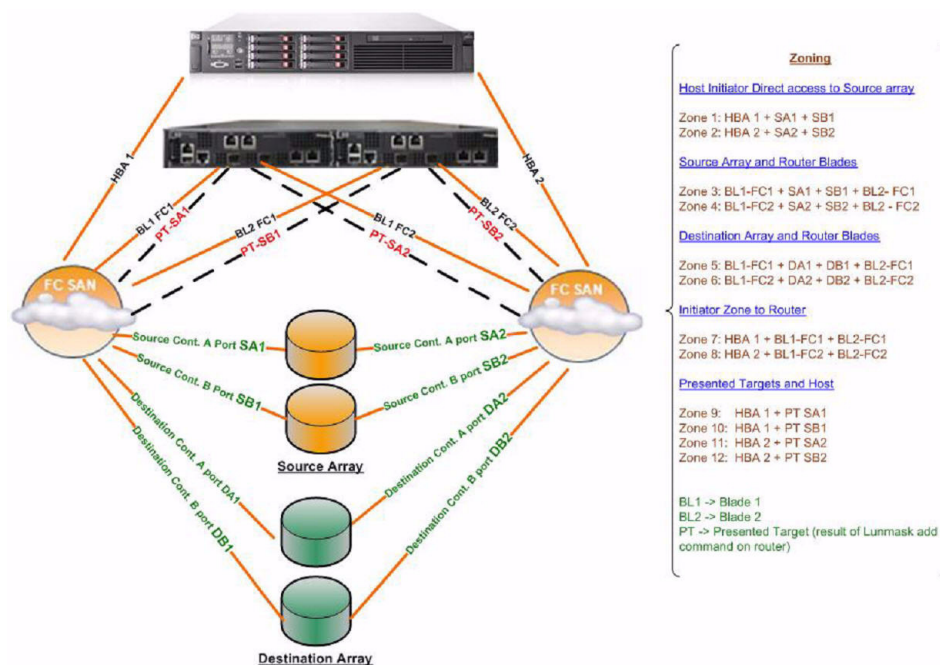 HBA 1
HBA 2
BL1 FC1
PT-SA1
BL2 FC1
PT-SB1
BL1 FC2
PT-SA2
BL2 FC2
PT-SB2
FC SAN
FC SAN
Source Cont. A Port SA1
Source Cont. A port SA2
Source Cont. B Port SB1
Source Cont. B port SB2
Source Array
Destination Cont. A port DA1
Destination Cont. A port DA2
Destination Cont. B port DB1
Destination Cont. B port DB2
Destination Array
Zoning
Host Initiator Direct access to Source array
Zone 1: HBA 1 + SA1 + SB1
Zone 2: HBA 2 + SA2 + SB2
Source Array and Router Blades
Zone 3: BL1-FC1 + SA1 + SB1 + BL2- FC1
Zone 4: BL1-FC2 + SA2 + SB2 + BL2 - FC2
Destination Array and Router Blades
Zone 5: BL1-FC1 + DA1 + DB1 + BL2-FC1
Zone 6: BL1-FC2 + DA2 + DB2 + BL2-FC2
Initiator Zone to Router
Zone 7: HBA 1 + BL1-FC1 + BL2-FC1
Zone 8: HBA 2 + BL1-FC2 + BL2-FC2
Presented Targets and Host
Zone 9: HBA 1 + PT SA1
Zone 10: HBA 1 + PT SB1
Zone 11: HBA 2 + PT SA2
Zone 12: HBA 2 + PT SB2
BL1 -> Blade 1
BL2 -> Blade 2
PT -> Presented Target (result of Lunmask add
command on router)